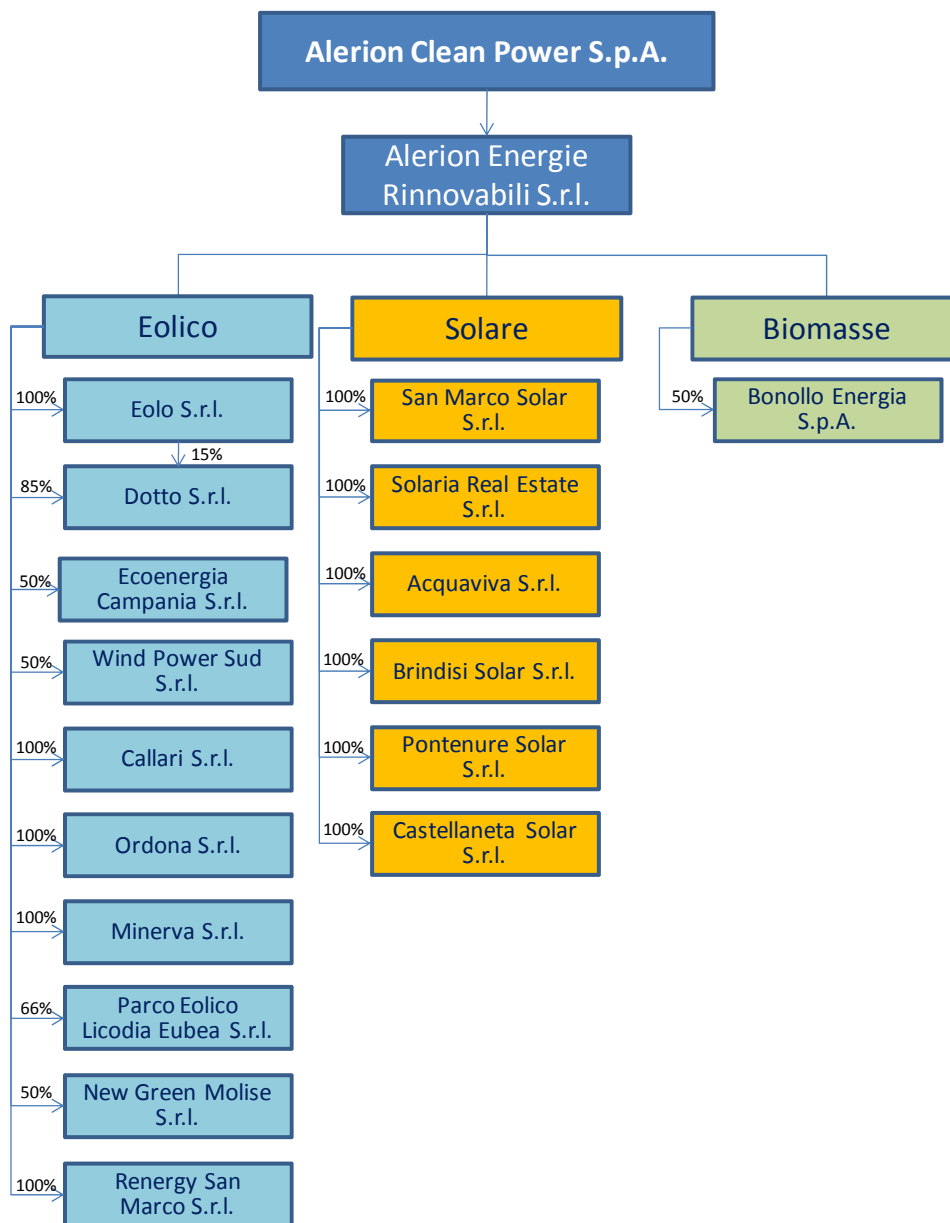 Alerion Clean Power S.p.A.
Alerion Energie
Rinnovabili S.r.l.
Eolico
100%
Eolo S.r.l.
15%
85%
Dotto S.r.l.
50%
Ecoenergia
Campania S.r.l.
50%
Wind Power Sud
S.r.l.
100%
Callari S.r.l.
100%
Ordona S.r.l.
100%
Minerva S.r.l.
66%
Parco Eolico
Licodia Eubea S.r.l.
50%
New Green Molise
S.r.l.
100%
Renergy San
Marco S.r.l.
Solare
100%
San Marco Solar
S.r.l.
100%
Solaria Real Estate
S.r.l.
100%
Acquaviva S.r.l.
100%
Brindisi Solar S.r.l.
100%
Pontenure Solar
S.r.l.
100%
Castellaneta Solar
S.r.l.
Biomasse
50%
Bonollo Energia
S.p.A.